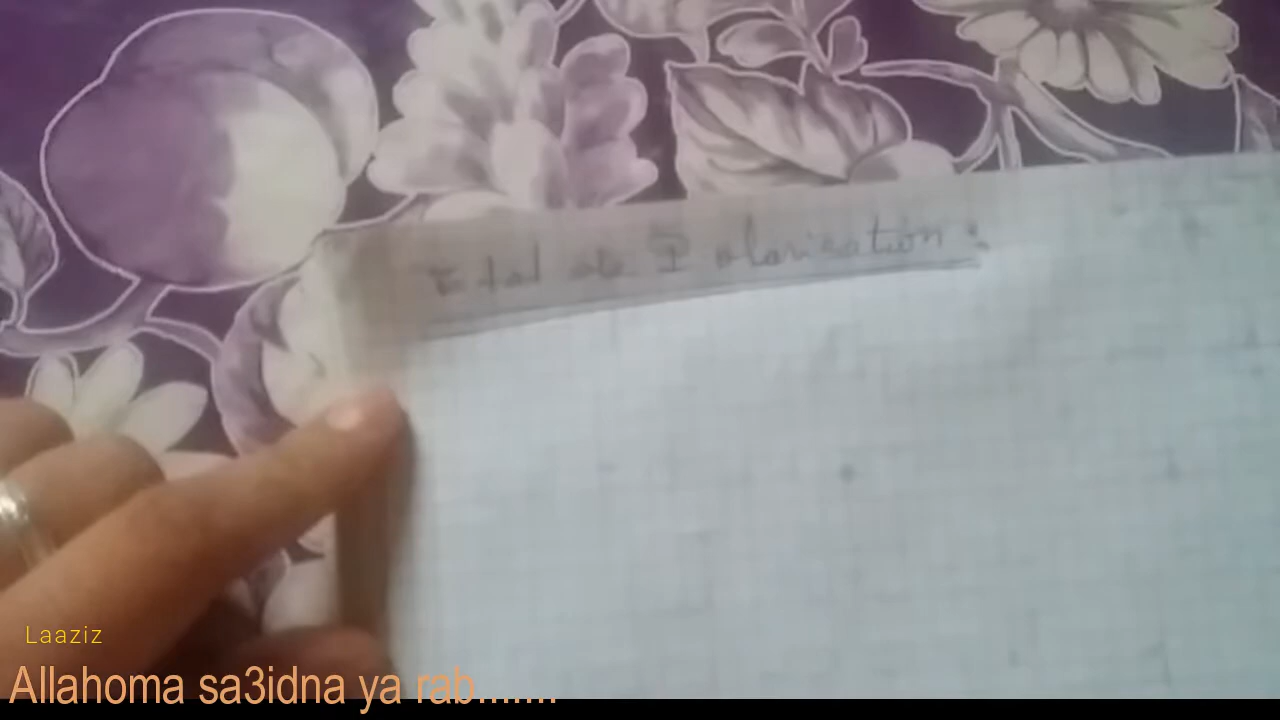 Etat de Polarisation :
Laaziz
Allahoma sa3idna ya rab.......